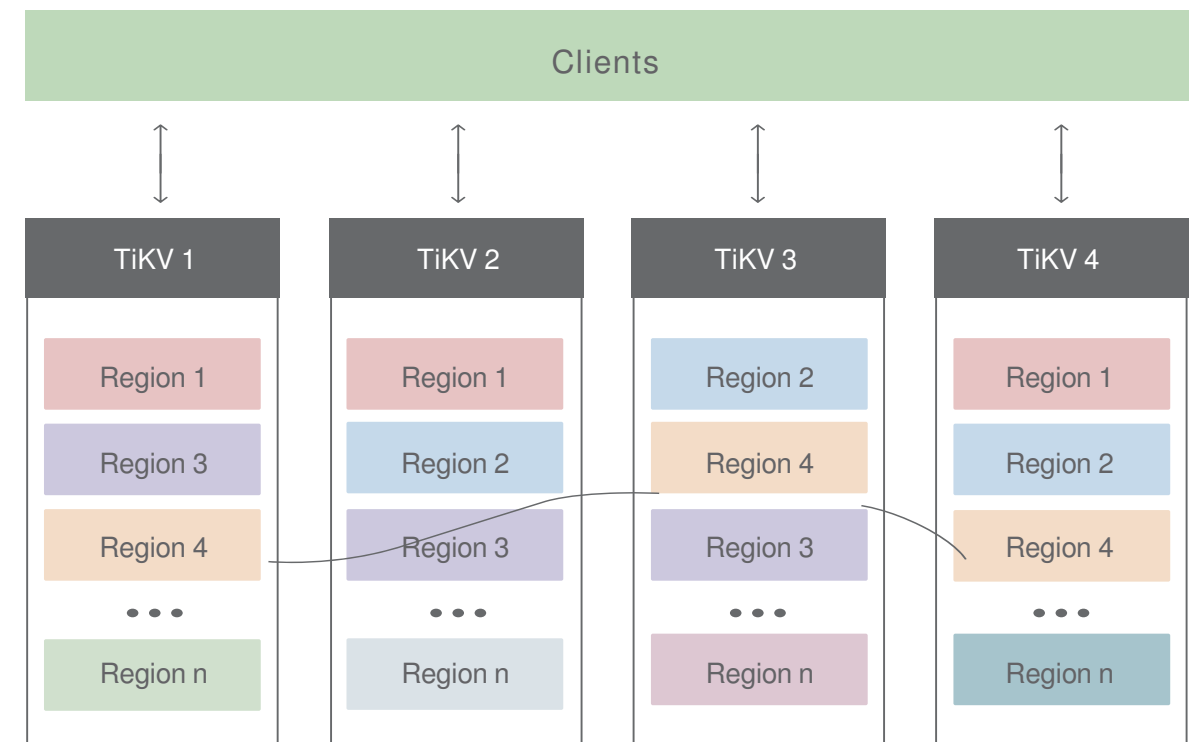 Clients
TiKV 1
TiKV 2
TiKV 3
TiKV 4
Region 1
Region 1
Region 2
Region 1
Region 3
Region 2
Region 4
Region 2
Region 4
Region 3
Region 3
Region 4
Region n
Region n
Region n
Region n